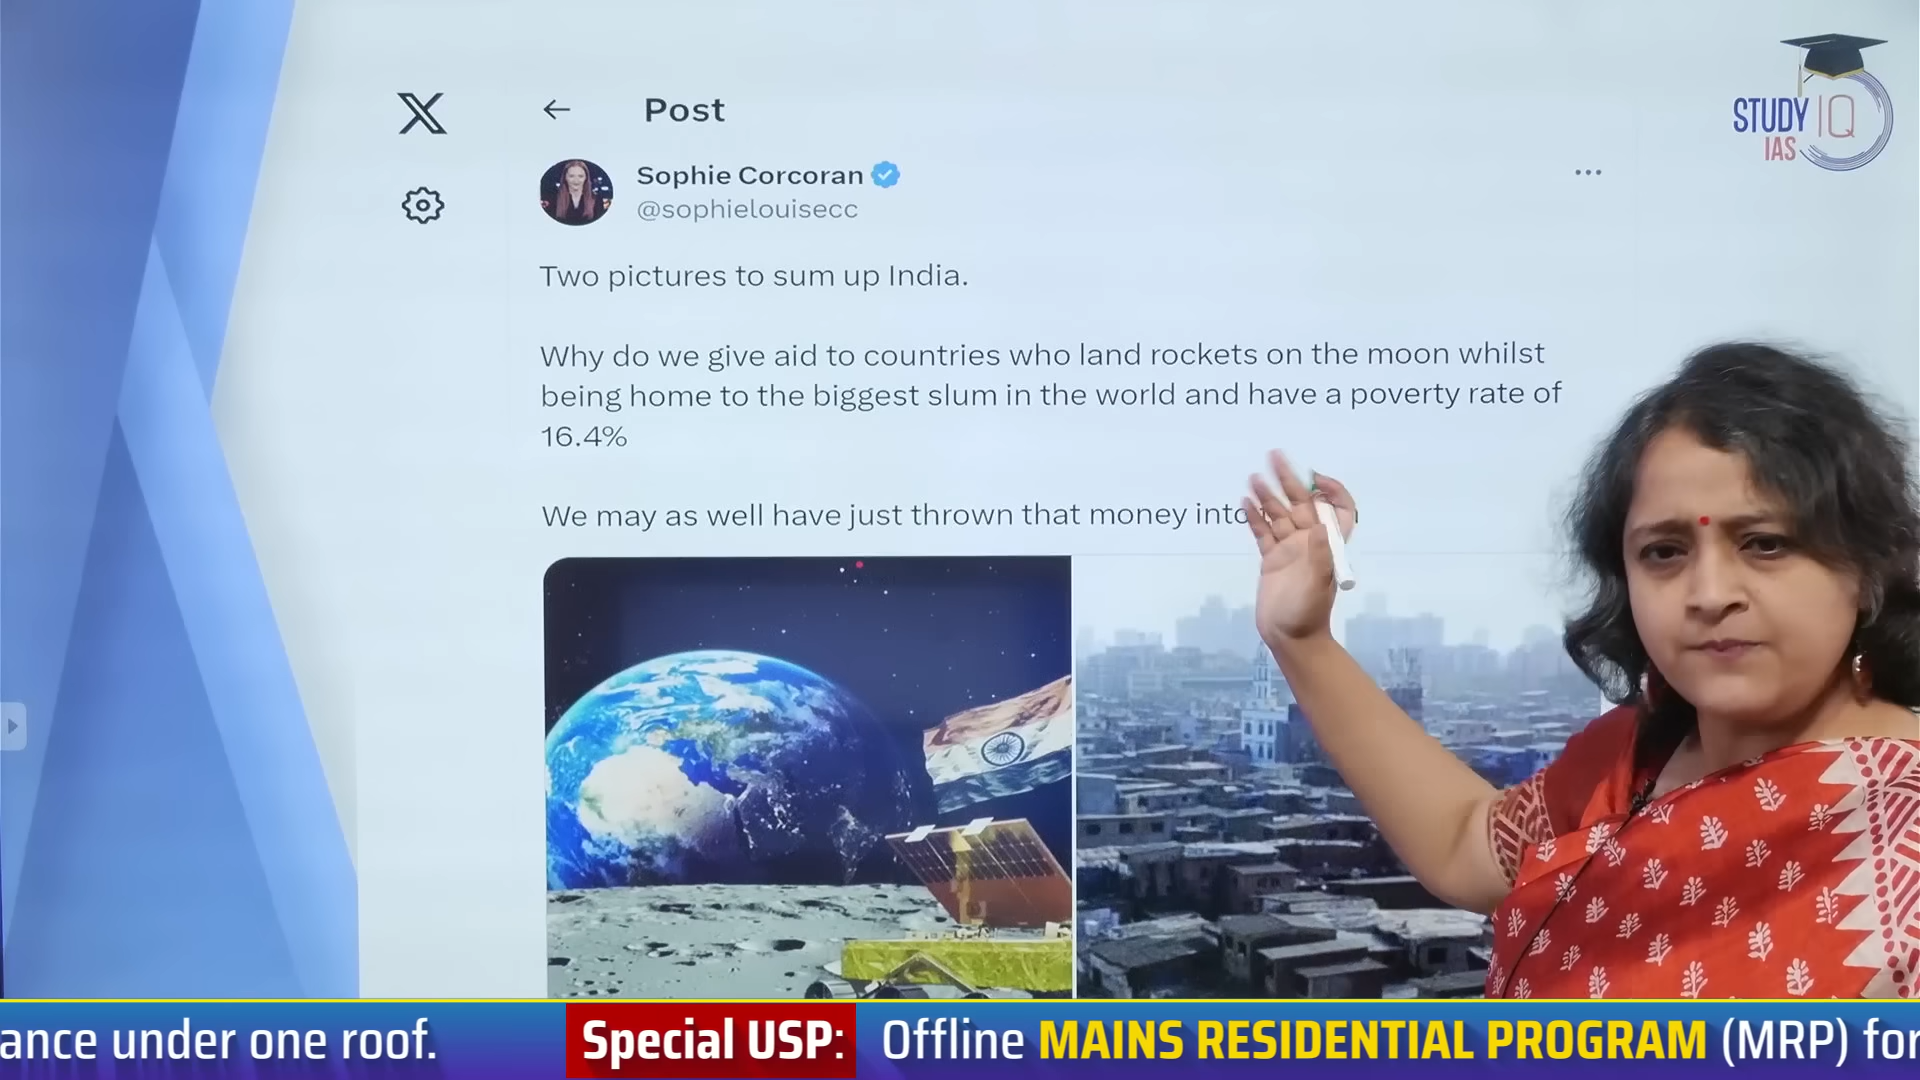 Post
Sophie Corcoran
@sophielouisecc
Two pictures to sum up India.
Why do we give aid to countries who land rockets on the moon whilst
being home to the biggest slum in the world and have a poverty rate of
16.4%
We may as well have just thrown that money into
STUDY IQ
IAS
ance under one roof.
Special USP:
Offline MAINS RESIDENTIAL PROGRAM (MRP) for